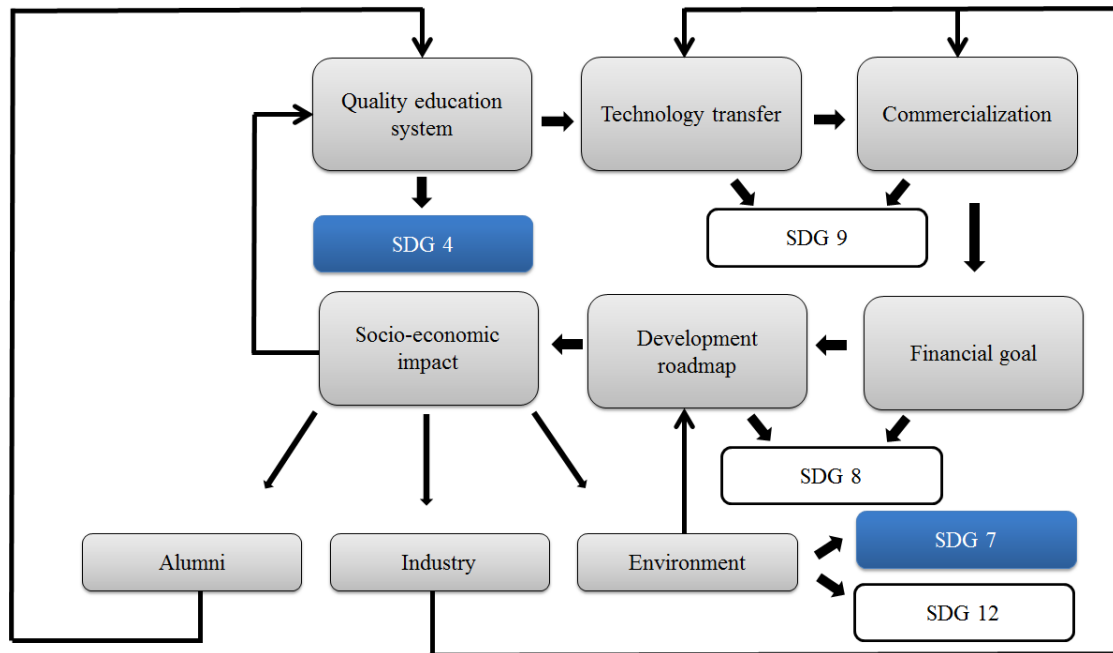 Quality education
system
Technology transfer
Commercialization
SDG 4
SDG 9
Socio-economic
impact
Development
roadmap
Financial goal
SDG 8
Alumni
Industry
Environment
SDG 7
SDG 12